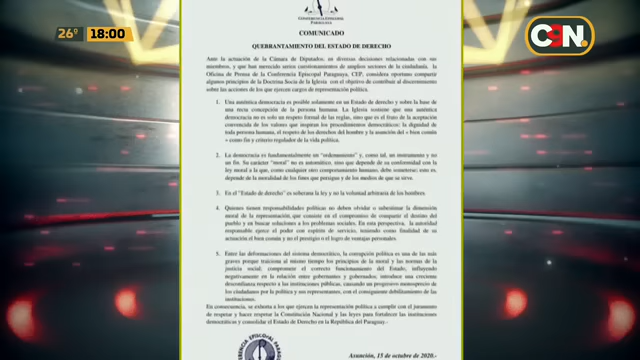 26°
18:00
C9N.
CONFERENCIA EPISCOPAL
PARAGUAYA
COMUNICADO
QUEBRANTAMIENTO DEL ESTADO DE DERECHO
Ante la actuación de la Cámara de Diputados, en diversas decisiones relacionadas con sus
miembros, y que han merecido serios cuestionamientos de amplios sectores de la ciudadanía, la
Oficina de Prensa de la Conferencia Episcopal Paraguaya, CEP, considera oportuno compartir
algunos principios de la Doctrina Socia de la Iglesia con el objetivo de contribuir al discernimiento
sobre las acciones de los que ejercen cargos de representación política.
1. Una auténtica democracia es posible solamente en un Estado de derecho y sobre la base de
una recta concepción de la persona humana. La Iglesia sostiene que una auténtica
democracia no es solo un respeto formal de las reglas, sino que es el fruto de la aceptación
convencida de los valores que inspiran los procedimientos democráticos: la dignidad de
toda persona humana, el respeto de los derechos del hombre y la asunción del « bien común
» como fin y criterio regulador de la vida política.
2. La democracia es fundamentalmente un "ordenamiento" y, como tal, un instrumento y no
un fin. Su carácter "moral" no es automático, sino que depende de su conformidad con la
ley moral a la que, como cualquier otro comportamiento humano, debe someterse; esto es,
depende de la moralidad de los fines que persigue y de los medios de que se sirve.
3. En el "Estado de derecho" es soberana la ley y no la voluntad arbitraria de los hombres.
4. Quienes tienen responsabilidades políticas no deben olvidar o subestimar la dimensión
moral de la representación, que consiste en el compromiso de compartir el destino del
pueblo y en buscar soluciones a los problemas sociales. En esta perspectiva, la autoridad
responsable ejerce el poder con espíritu de servicio, teniendo como finalidad de su
actuación el bien común y no el prestigio o el logro de ventajas personales.
5. Entre las deformaciones del sistema democrático, la corrupción política es una de las más
graves porque traiciona al mismo tiempo los principios de la moral y las normas de la
justicia social; compromete el correcto funcionamiento del Estado, influyendo
negativamente en la relación entre gobernantes y gobernados; introduce una creciente
desconfianza respecto a las instituciones públicas, causando un progresivo menosprecio de
los ciudadanos por la política y sus representantes, con el consiguiente debilitamiento de las
instituciones.
En consecuencia, se exhorta a los que ejercen la representación política a cumplir con el juramento
de respetar y hacer respetar la Constitución Nacional y las leyes para fortalecer las instituciones
democráticas y consolidar el Estado de Derecho en la República del Paraguay.-
Asunción, 15 de octubre de 2020.-